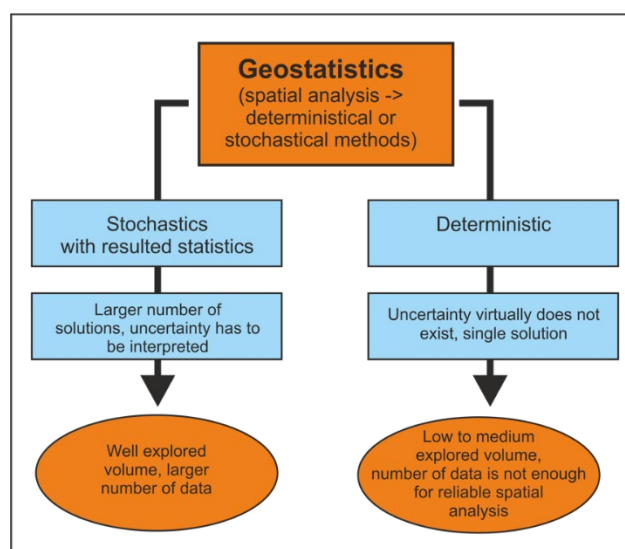 Geostatistics
(spatial analysis ->
deterministical or
stochastical methods)
Stochastics
with resulted statistics
Deterministic
Larger number of
solutions, uncertainty has to
be interpreted
Uncertainty virtually does not
exist, single solution
Well explored
volume, larger
number of data
Low to medium
explored volume,
number of data is not enough
for reliable spatial
analysis